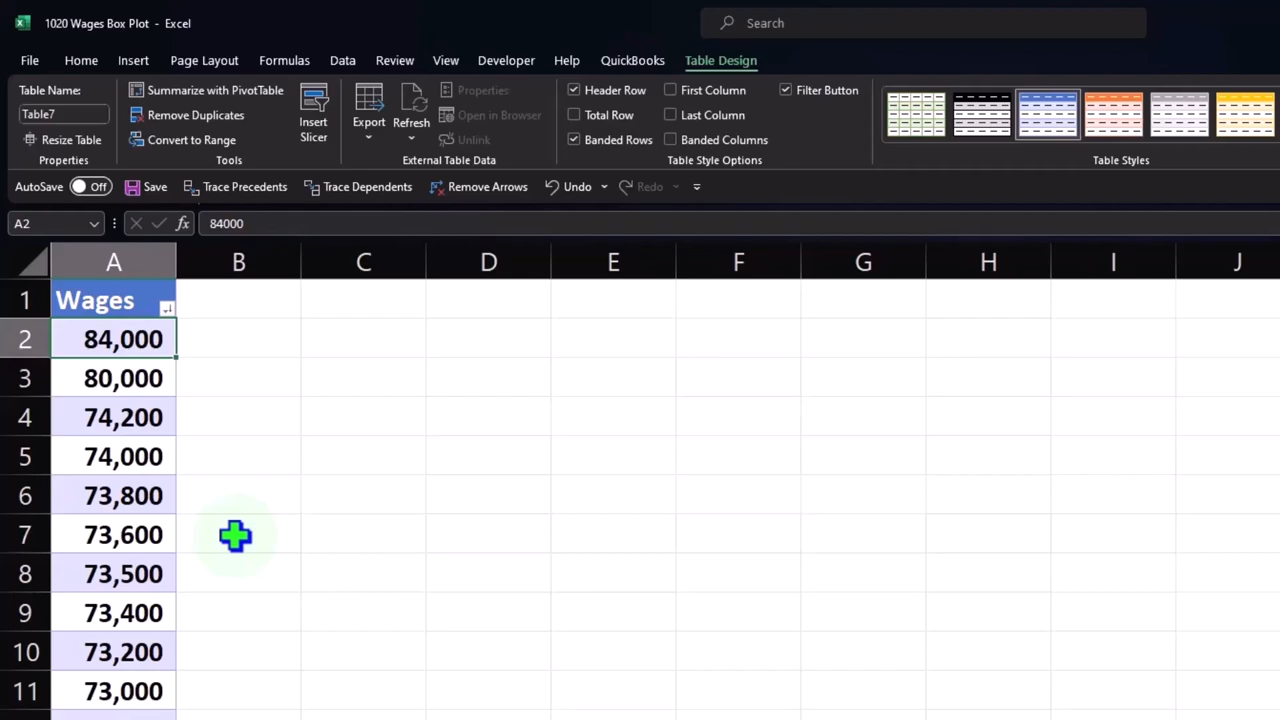 1020 Wages Box Plot - Excel
Search
File Home Insert Page Layout Formulas Data Review View Developer Help QuickBooks Table Design
Table Name:
Table7
Resize Table
Properties
Summarize with PivotTable
Remove Duplicates
Convert to Range
Insert
Slicer
Tools
Export
Refresh
Properties
Open in Browser
Unlink
External Table Data
Header Row First Column Filter Button
Total Row Last Column
Banded Rows Banded Columns
Table Style Options
Table Styles
AutoSave Off Save Trace Precedents Trace Dependents Remove Arrows Undo Redo
A2 fx 84000
A B C D E F G H I J
1 Wages
2 84,000
3 80,000
4 74,200
5 74,000
6 73,800
7 73,600
8 73,500
9 73,400
10 73,200
11 73,000